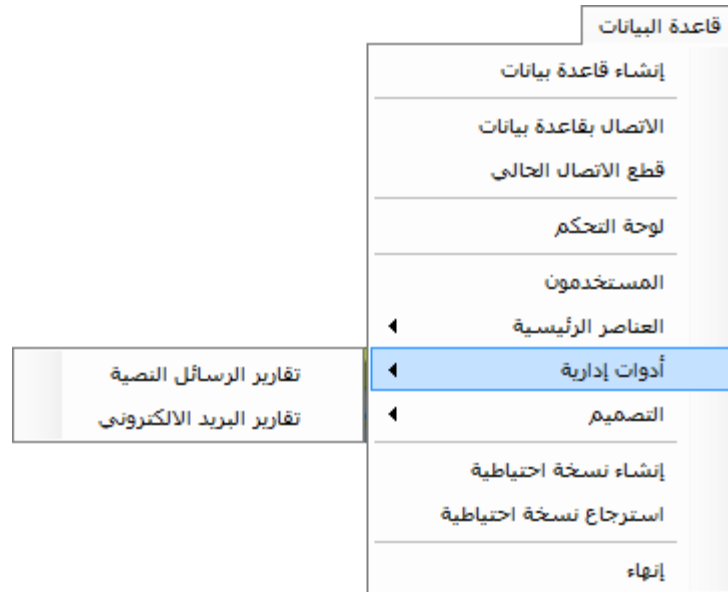 قاعدة البيانات
إنشاء قاعدة بيانات
الاتصال بقاعدة بيانات
قطع الاتصال الحالي
لوحة التحكم
المستخدمون
العناصر الرئيسية
أدوات إدارية
تقارير الرسائل النصية
تقارير البريد الالكتروني
التصميم
إنشاء نسخة احتياطية
استرجاع نسخة احتياطية
إنهاء